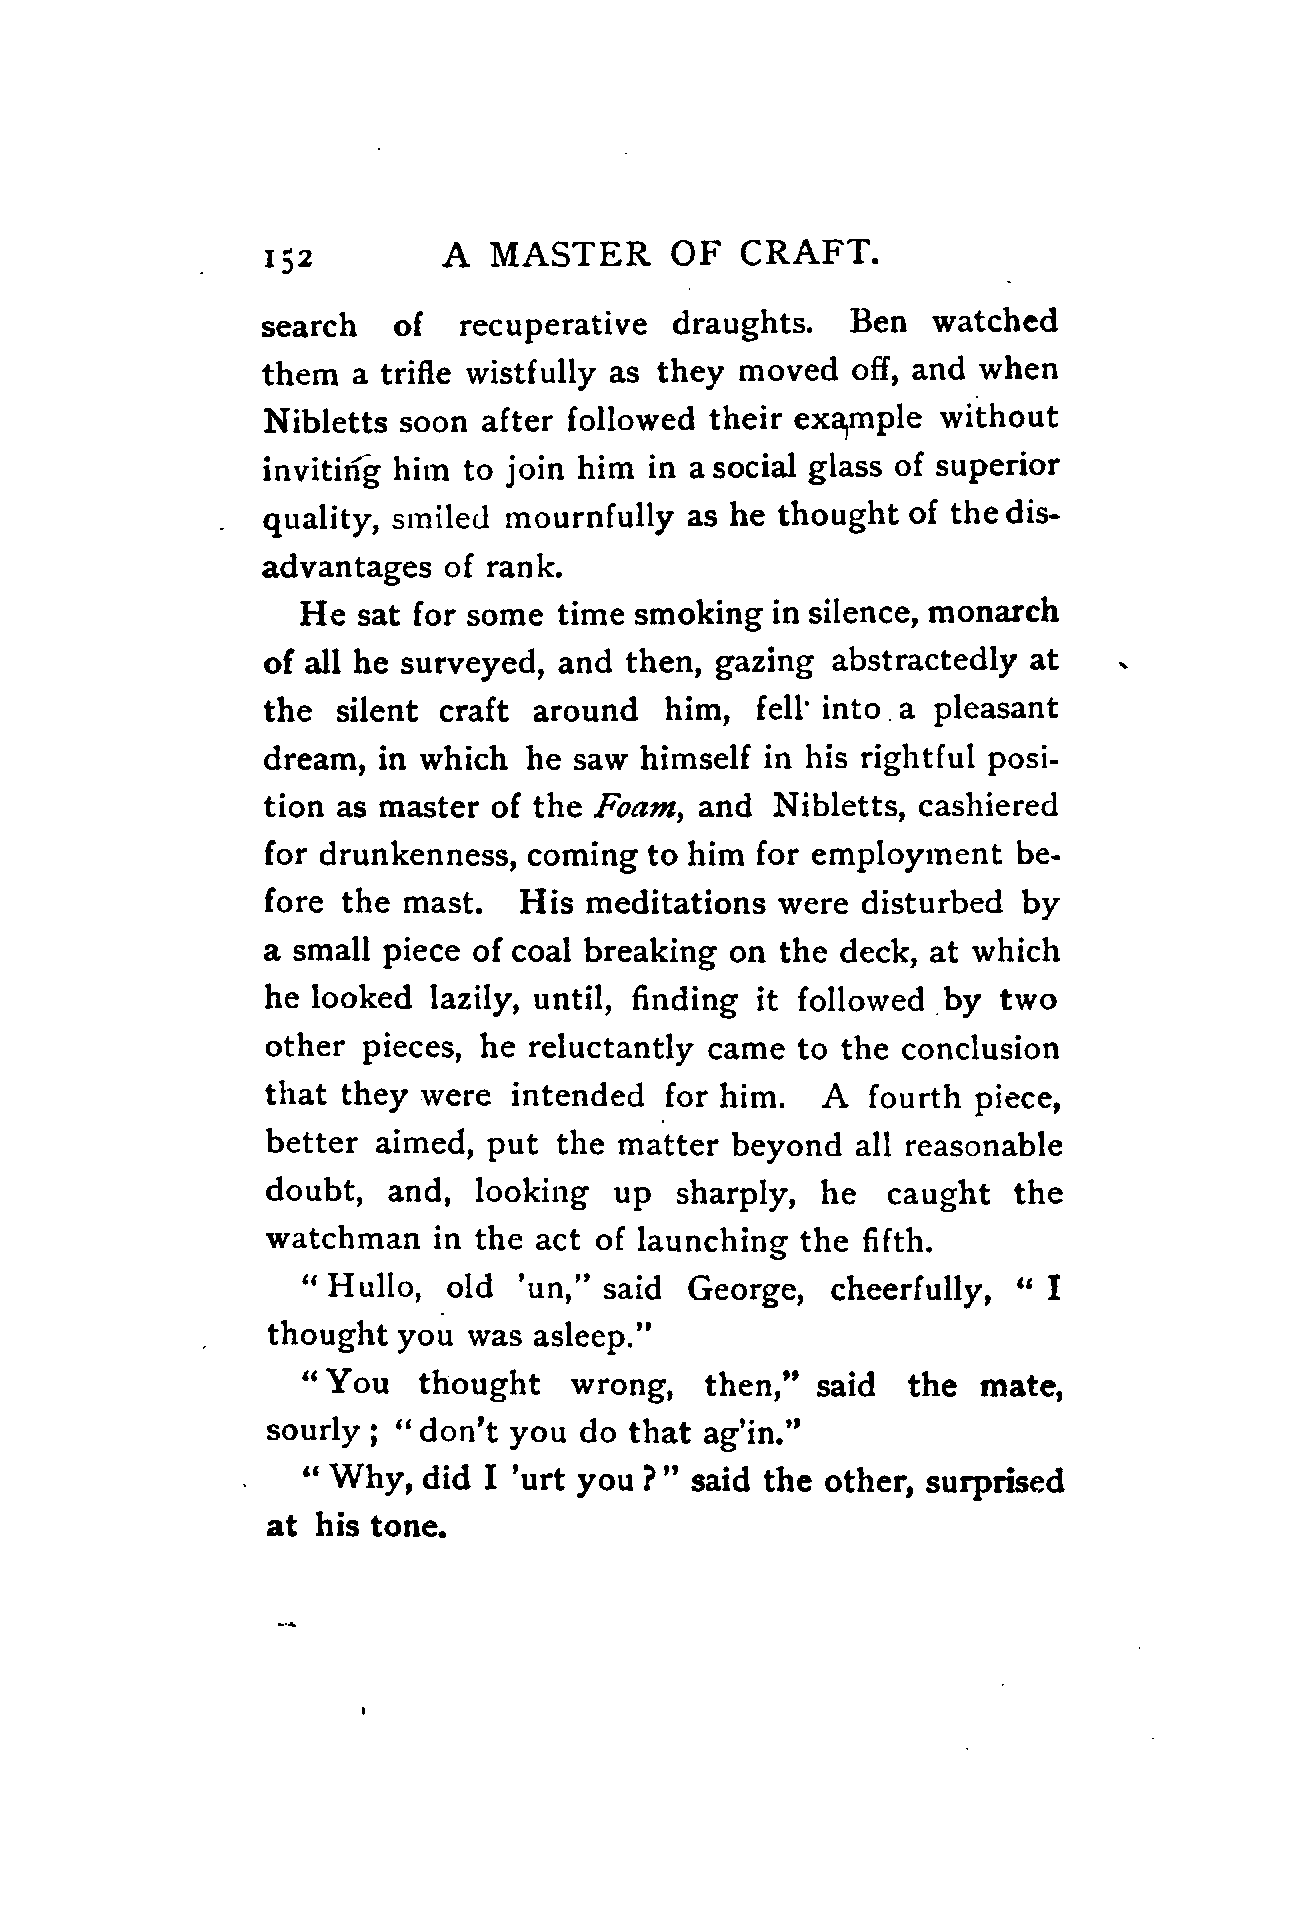 152 A MASTER OF CRAFT.
search of recuperative draughts. Ben watched
them a trifle wistfully as they moved off, and when
Nibletts soon after followed their example without
inviting him to join him in a social glass of superior
quality, smiled mournfully as he thought of the dis-
advantages of rank.
He sat for some time smoking in silence, monarch
of all he surveyed, and then, gazing abstractedly at
the silent craft around him, fell into a pleasant
dream, in which he saw himself in his rightful posi-
tion as master of the Foam, and Nibletts, cashiered
for drunkenness, coming to him for employment be-
fore the mast. His meditations were disturbed by
a small piece of coal breaking on the deck, at which
he looked lazily, until, finding it followed by two
other pieces, he reluctantly came to the conclusion
that they were intended for him. A fourth piece,
better aimed, put the matter beyond all reasonable
doubt, and, looking up sharply, he caught the
watchman in the act of launching the fifth.
“Hullo, old 'un,” said George, cheerfully, “I
thought you was asleep.”
“You thought wrong, then,” said the mate,
sourly; “don't you do that ag'in.”
“Why, did I 'urt you?” said the other, surprised
at his tone.